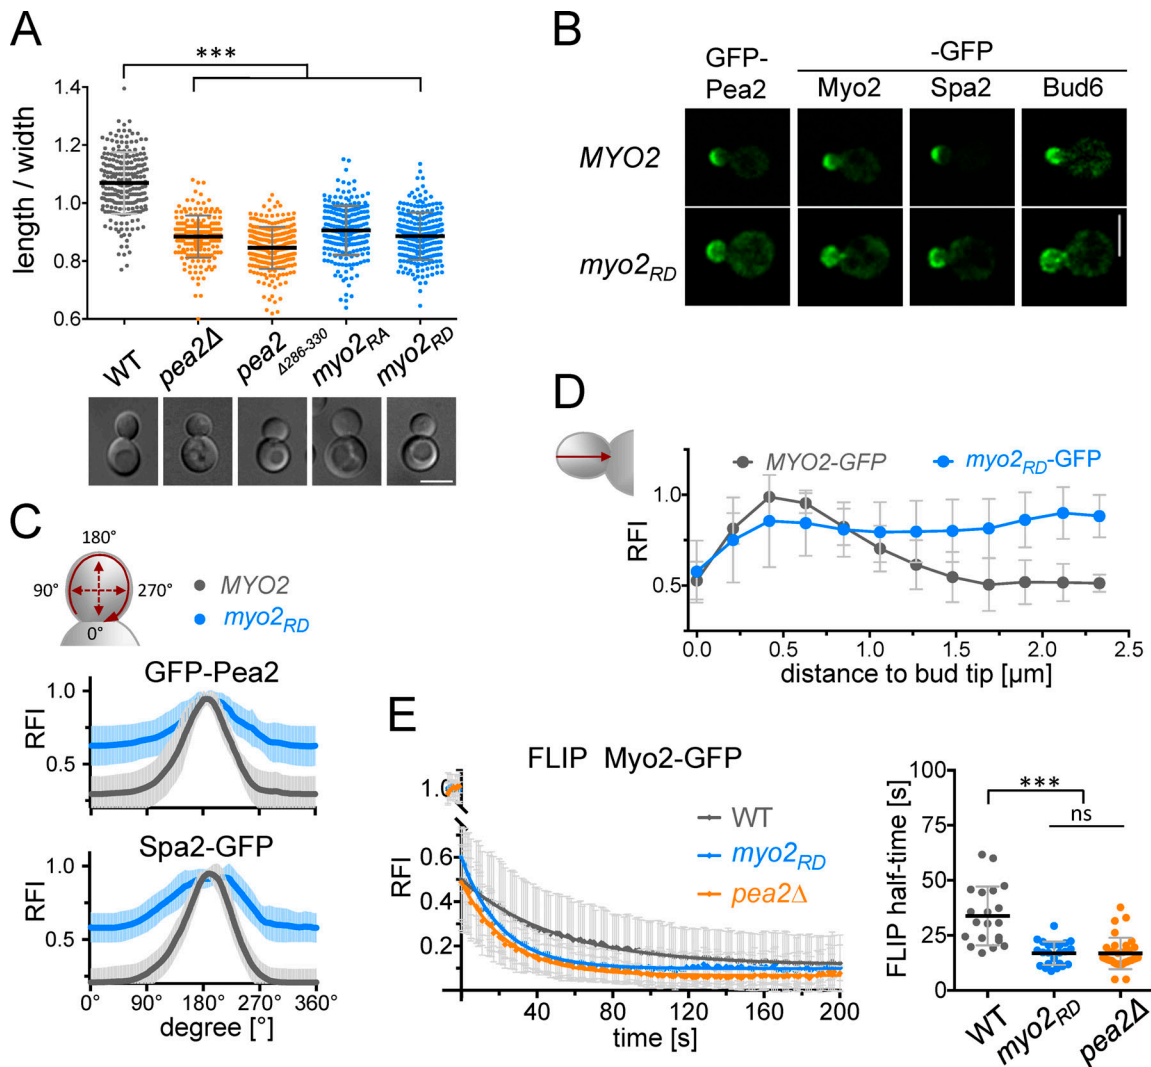 A
***
length / width
1.4
1.2
1.0
0.8
0.6
WT
pea2Δ
pea2Δ286-330
myo2RA
myo2RD
B
GFP-
Pea2
-GFP
Myo2
Spa2
Bud6
MYO2
myo2RD
C
180°
90°
270°
0°
MYO2
myo2RD
GFP-Pea2
RFI
1.0
0.5
Spa2-GFP
RFI
1.0
0.5
0° 90° 180° 270° 360°
degree [°]
D
MYO2-GFP
myo2RD-GFP
RFI
1.0
0.5
0.0 0.5 1.0 1.5 2.0 2.5
distance to bud tip [µm]
E
FLIP Myo2-GFP
RFI
1.0
0.6
0.2
WT
myo2RD
pea2Δ
40 80 120 160 200
time [s]
FLIP half-time [s]
100
75
50
25
0
***
ns
WT
myo2RD
pea2Δ